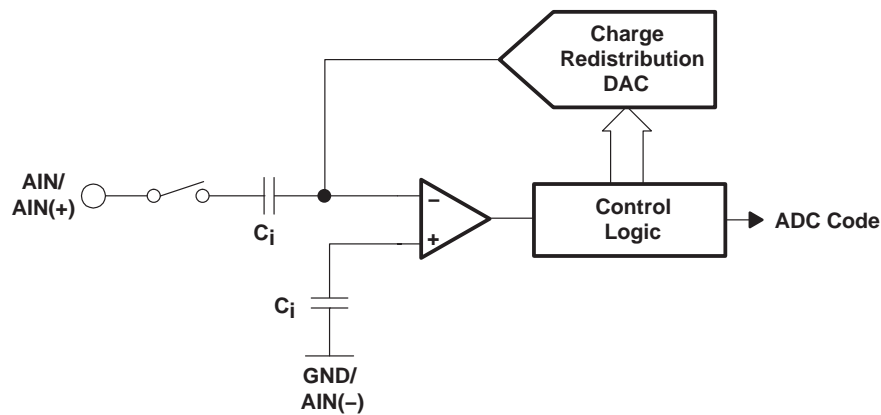 Charge
Redistribution
DAC
AIN/
AIN(+)
Ci
−
+
Control
Logic
ADC Code
Ci
GND/
AIN(−)